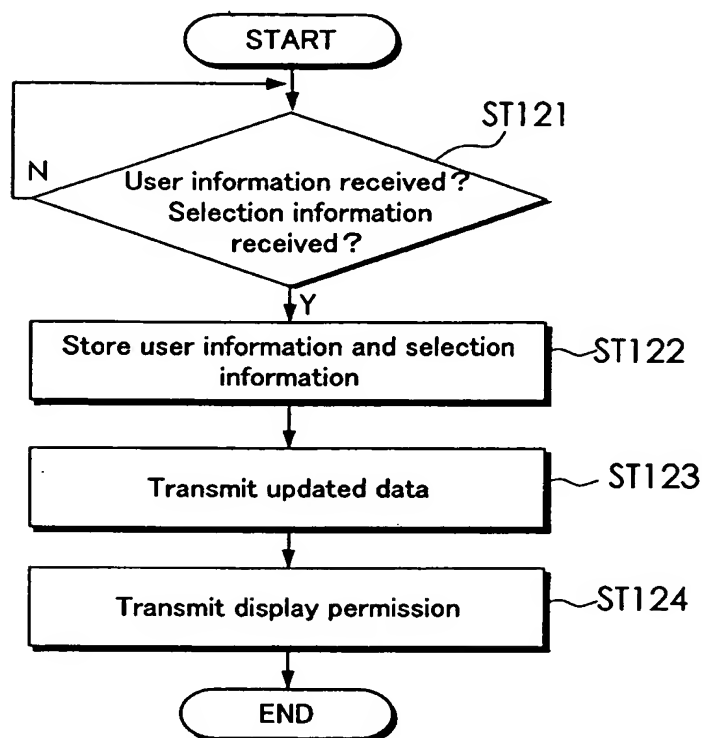 START
ST121
N
User information received?
Selection information
received?
Y
Store user information and selection
information
ST122
Transmit updated data
ST123
Transmit display permission
ST124
END